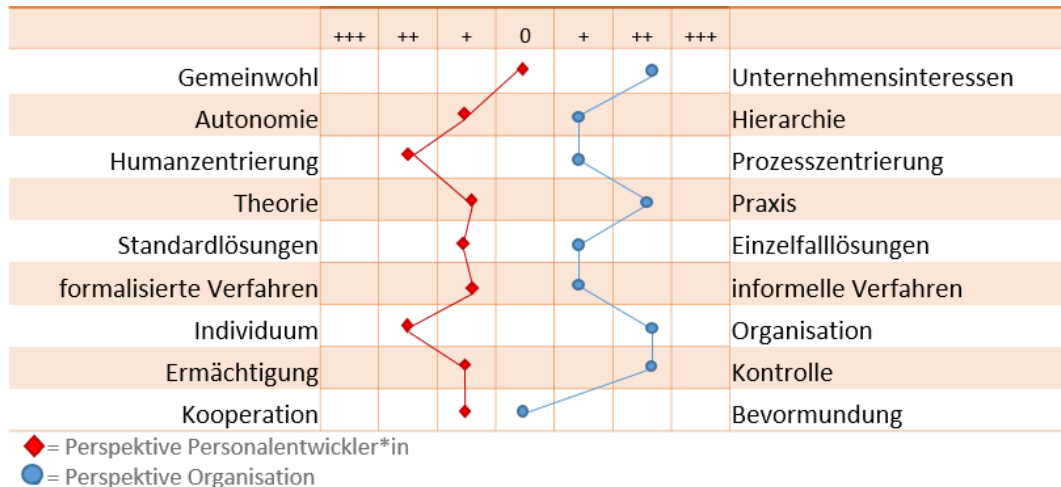 +++ ++ + 0 + ++ +++
Gemeinwohl Unternehmensinteressen
Autonomie Hierarchie
Humanzentrierung Prozesszentrierung
Theorie Praxis
Standardlösungen Einzelfalllösungen
formalisierte Verfahren informelle Verfahren
Individuum Organisation
Ermächtigung Kontrolle
Kooperation Bevormundung
= Perspektive Personalentwickler*in
= Perspektive Organisation